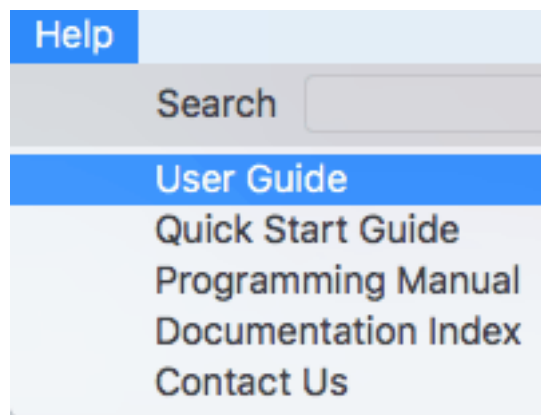 Help
Search
User Guide
Quick Start Guide
Programming Manual
Documentation Index
Contact Us